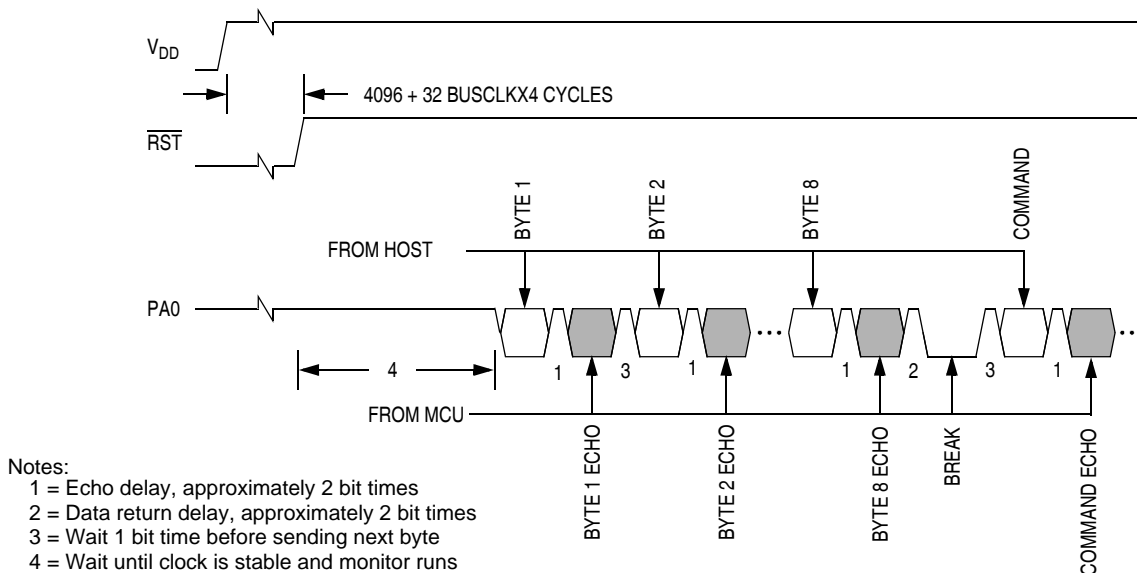 VDD
4096 + 32 BUSCLKX4 CYCLES
RST
FROM HOST
BYTE 1
BYTE 2
BYTE 8
COMMAND
PA0
4
1
3
1
1
2
3
1
FROM MCU
BYTE 1 ECHO
BYTE 2 ECHO
BYTE 8 ECHO
BREAK
COMMAND ECHO
Notes:
1 = Echo delay, approximately 2 bit times
2 = Data return delay, approximately 2 bit times
3 = Wait 1 bit time before sending next byte
4 = Wait until clock is stable and monitor runs